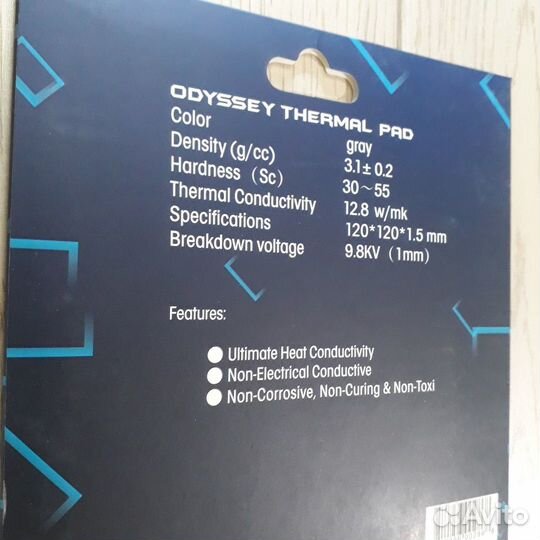 ODYSSEY THERMAL PAD
Color gray
Density (g/cc) 3.1± 0.2
Hardness (Sc) 30～55
Thermal Conductivity 12.8 w/mk
Specifications 120*120*1.5 mm
Breakdown voltage 9.8KV (1mm)
Features:
Ultimate Heat Conductivity
Non-Electrical Conductive
Non-Corrosive, Non-Curing & Non-Toxi
Avito